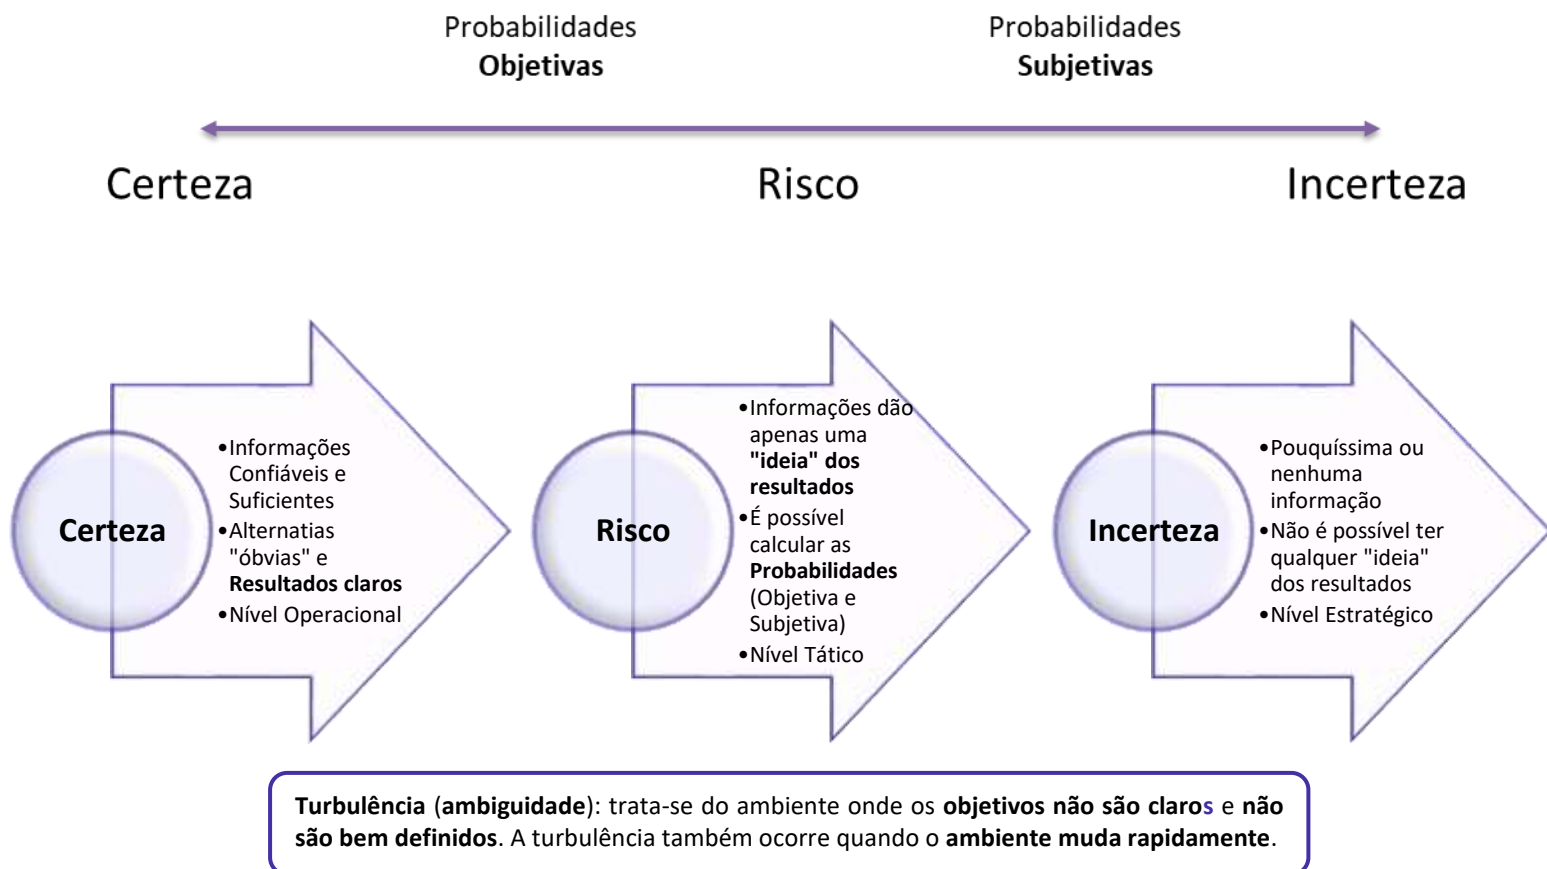 Probabilidades
Objetivas
Probabilidades
Subjetivas
Certeza
Risco
Incerteza
Certeza
•Informações
Confiáveis e
Suficientes
•Alternatias
"óbvias" e
Resultados claros
•Nível Operacional
Risco
•Informações dão
apenas uma
"ideia" dos
resultados
•É possível
calcular as
Probabilidades
(Objetiva e
Subjetiva)
•Nível Tático
Incerteza
•Pouquíssima ou
nenhuma
informação
•Não é possível ter
qualquer "ideia"
dos resultados
•Nível Estratégico
Turbulência (ambiguidade): trata-se do ambiente onde os objetivos não são claros e não
são bem definidos. A turbulência também ocorre quando o ambiente muda rapidamente.